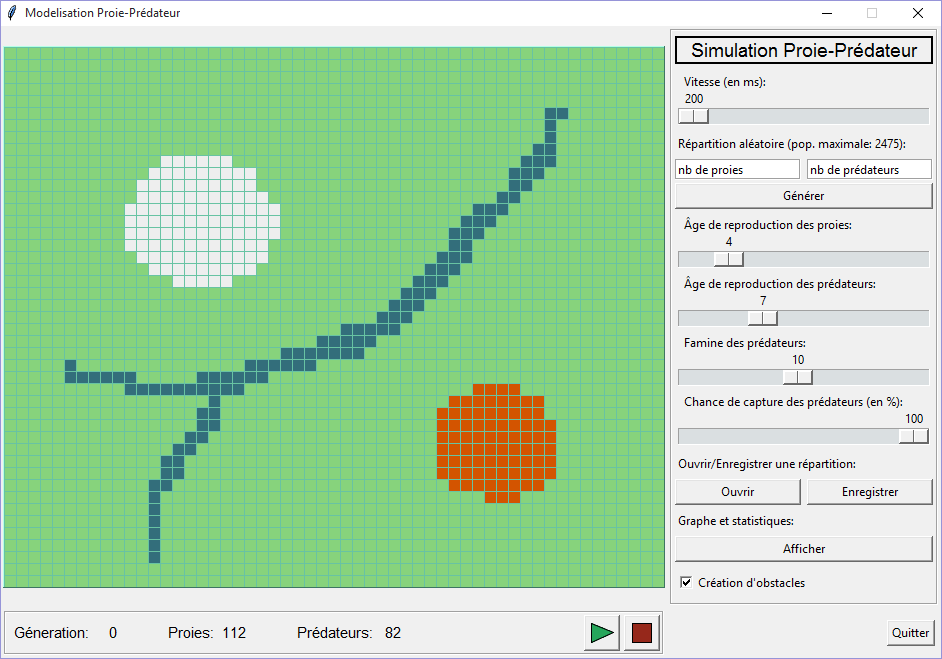 Modelisation Proie-Prédateur
Simulation Proie-Prédateur
Vitesse (en ms):
200
Répartition aléatoire (pop. maximale: 2475):
nb de proies nb de prédateurs
Générer
Âge de reproduction des proies:
4
Âge de reproduction des prédateurs:
7
Famine des prédateurs:
10
Chance de capture des prédateurs (en %):
100
Ouvrir/Enregistrer une répartition:
Ouvrir Enregistrer
Graphe et statistiques:
Afficher
Création d'obstacles
Géneration: 0 Proies: 112 Prédateurs: 82
Quitter